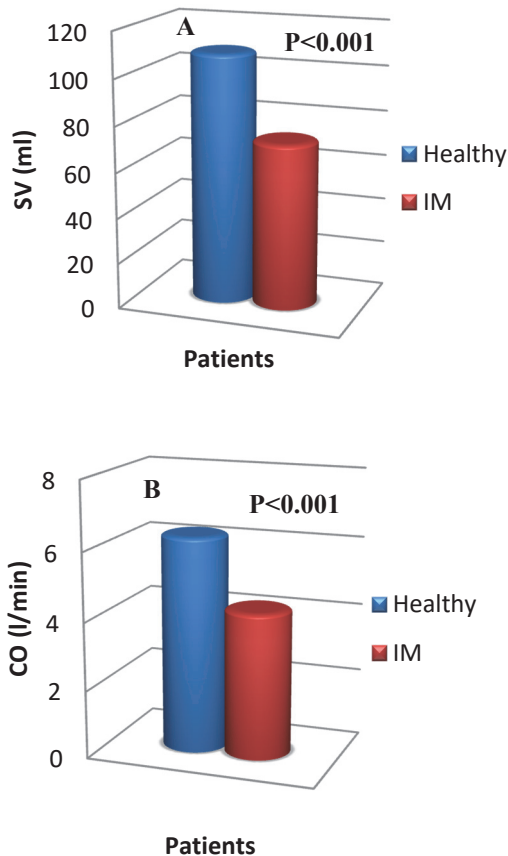 A
P<0.001
120
100
80
60
40
20
0
SV (ml)
Healthy
IM
Patients
B
P<0.001
8
6
4
2
0
CO (l/min)
Healthy
IM
Patients